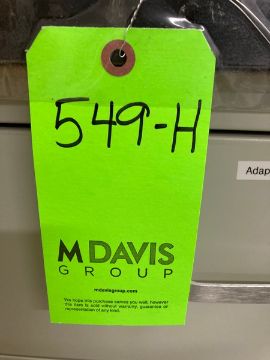 549-H
Adap
M DAVIS
GROUP
mdavisgroup.com
We hope this purchase serves you well, however
this item is sold without warranty, guarantee or
representation of any kind.